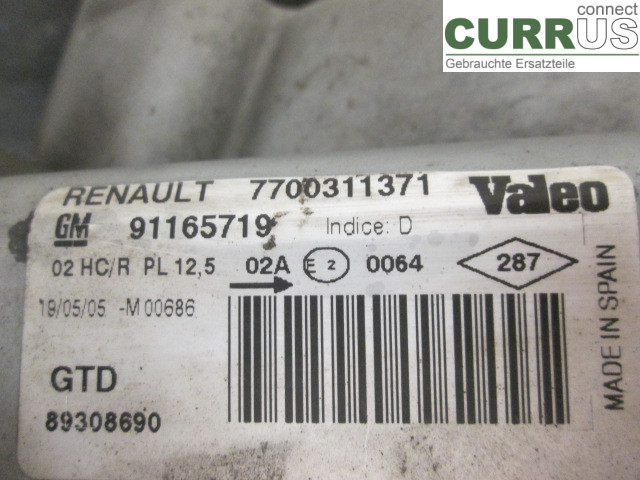 connect
CURRUS
Gebrauchte Ersatzteile
RENAULT 7700311371 Valeo
GM 91165719 Indice: D
02 HC/R PL 12,5 02A E 2 0064 287
19/05/05 -M 00686
GTD
89308690
MADE IN SPAIN